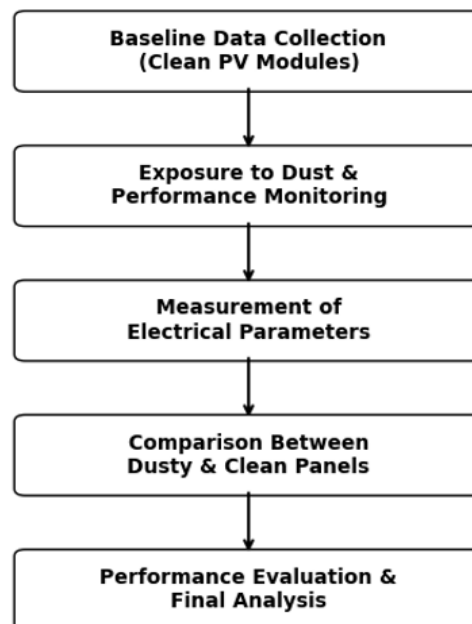 Baseline Data Collection
(Clean PV Modules)
Exposure to Dust &
Performance Monitoring
Measurement of
Electrical Parameters
Comparison Between
Dusty & Clean Panels
Performance Evaluation &
Final Analysis